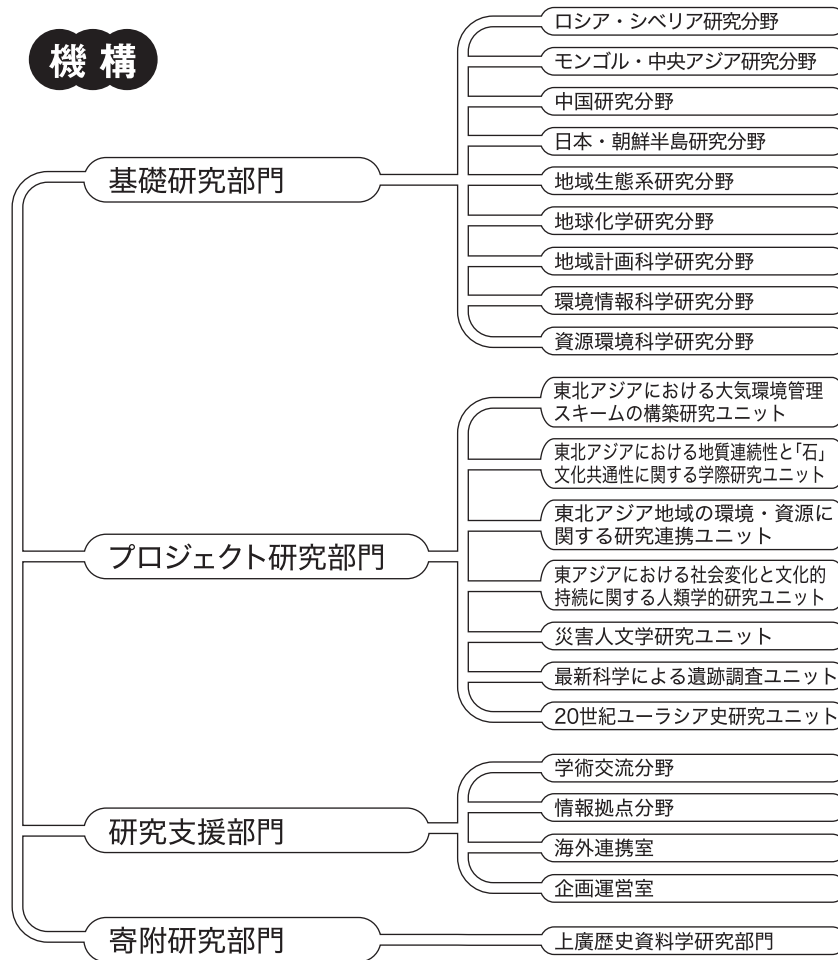 機構
基礎研究部門
ロシア・シベリア研究分野
モンゴル・中央アジア研究分野
中国研究分野
日本・朝鮮半島研究分野
地域生態系研究分野
地球化学研究分野
地域計画科学研究分野
環境情報科学研究分野
資源環境科学研究分野
プロジェクト研究部門
東北アジアにおける大気環境管理
スキームの構築研究ユニット
東北アジアにおける地質連続性と「石」
文化共通性に関する学際研究ユニット
東北アジア地域の環境・資源に
関する研究連携ユニット
東アジアにおける社会変化と文化的
持続に関する人類学的研究ユニット
災害人文学研究ユニット
最新科学による遺跡調査ユニット
20世紀ユーラシア史研究ユニット
研究支援部門
学術交流分野
情報拠点分野
海外連携室
企画運営室
寄附研究部門
上廣歴史資料学研究部門